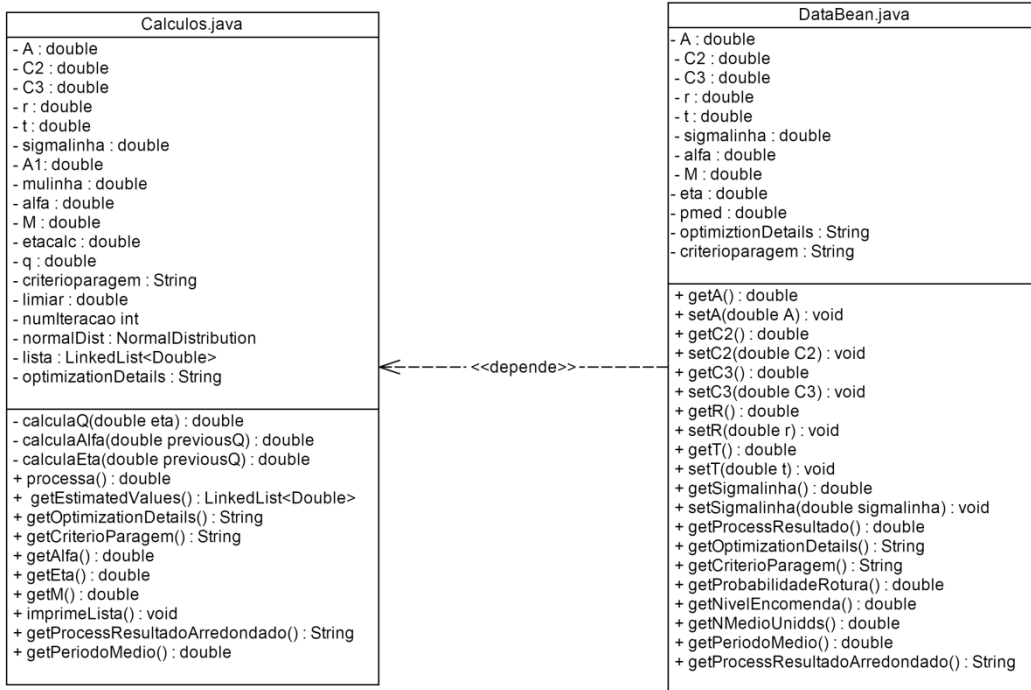 Calculos.java
- A : double
- C2 : double
- C3 : double
- r : double
- t : double
- sigmalinha : double
- A1: double
- mulinha : double
- alfa : double
- M : double
- etacalc : double
- q : double
- criterioparagem : String
- limiar : double
- numIteracao int
- normalDist : NormalDistribution
- lista : LinkedList<Double>
- optimizationDetails : String
- calculaQ(double eta) : double
- calculaAlfa(double previousQ) : double
- calculaEta(double previousQ) : double
+ processa() : double
+ getEstimatedValues() : LinkedList<Double>
+ getOptimizationDetails() : String
+ getCriterioParagem() : String
+ getAlfa() : double
+ getEta() : double
+ getM() : double
+ imprimeLista() : void
+ getProcessResultadoArredondado() : String
+ getPeriodoMedio() : double
<<depende>>
DataBean.java
- A : double
- C2 : double
- C3 : double
- r : double
- t : double
- sigmalinha : double
- alfa : double
- M : double
- eta : double
- pmed : double
- optimiztionDetails : String
- criterioparagem : String
+ getA() : double
+ setA(double A) : void
+ getC2() : double
+ setC2(double C2) : void
+ getC3() : double
+ setC3(double C3) : void
+ getR() : double
+ setR(double r) : void
+ getT() : double
+ setT(double t) : void
+ getSigmalinha() : double
+ setSigmalinha(double sigmalinha) : void
+ getProcessResultado() : double
+ getOptimizationDetails() : String
+ getCriterioParagem() : String
+ getProbabilidadeRotura() : double
+ getNivelEncomenda() : double
+ getNMedioUnidds() : double
+ getPeriodoMedio() : double
+ getProcessResultadoArredondado() : String